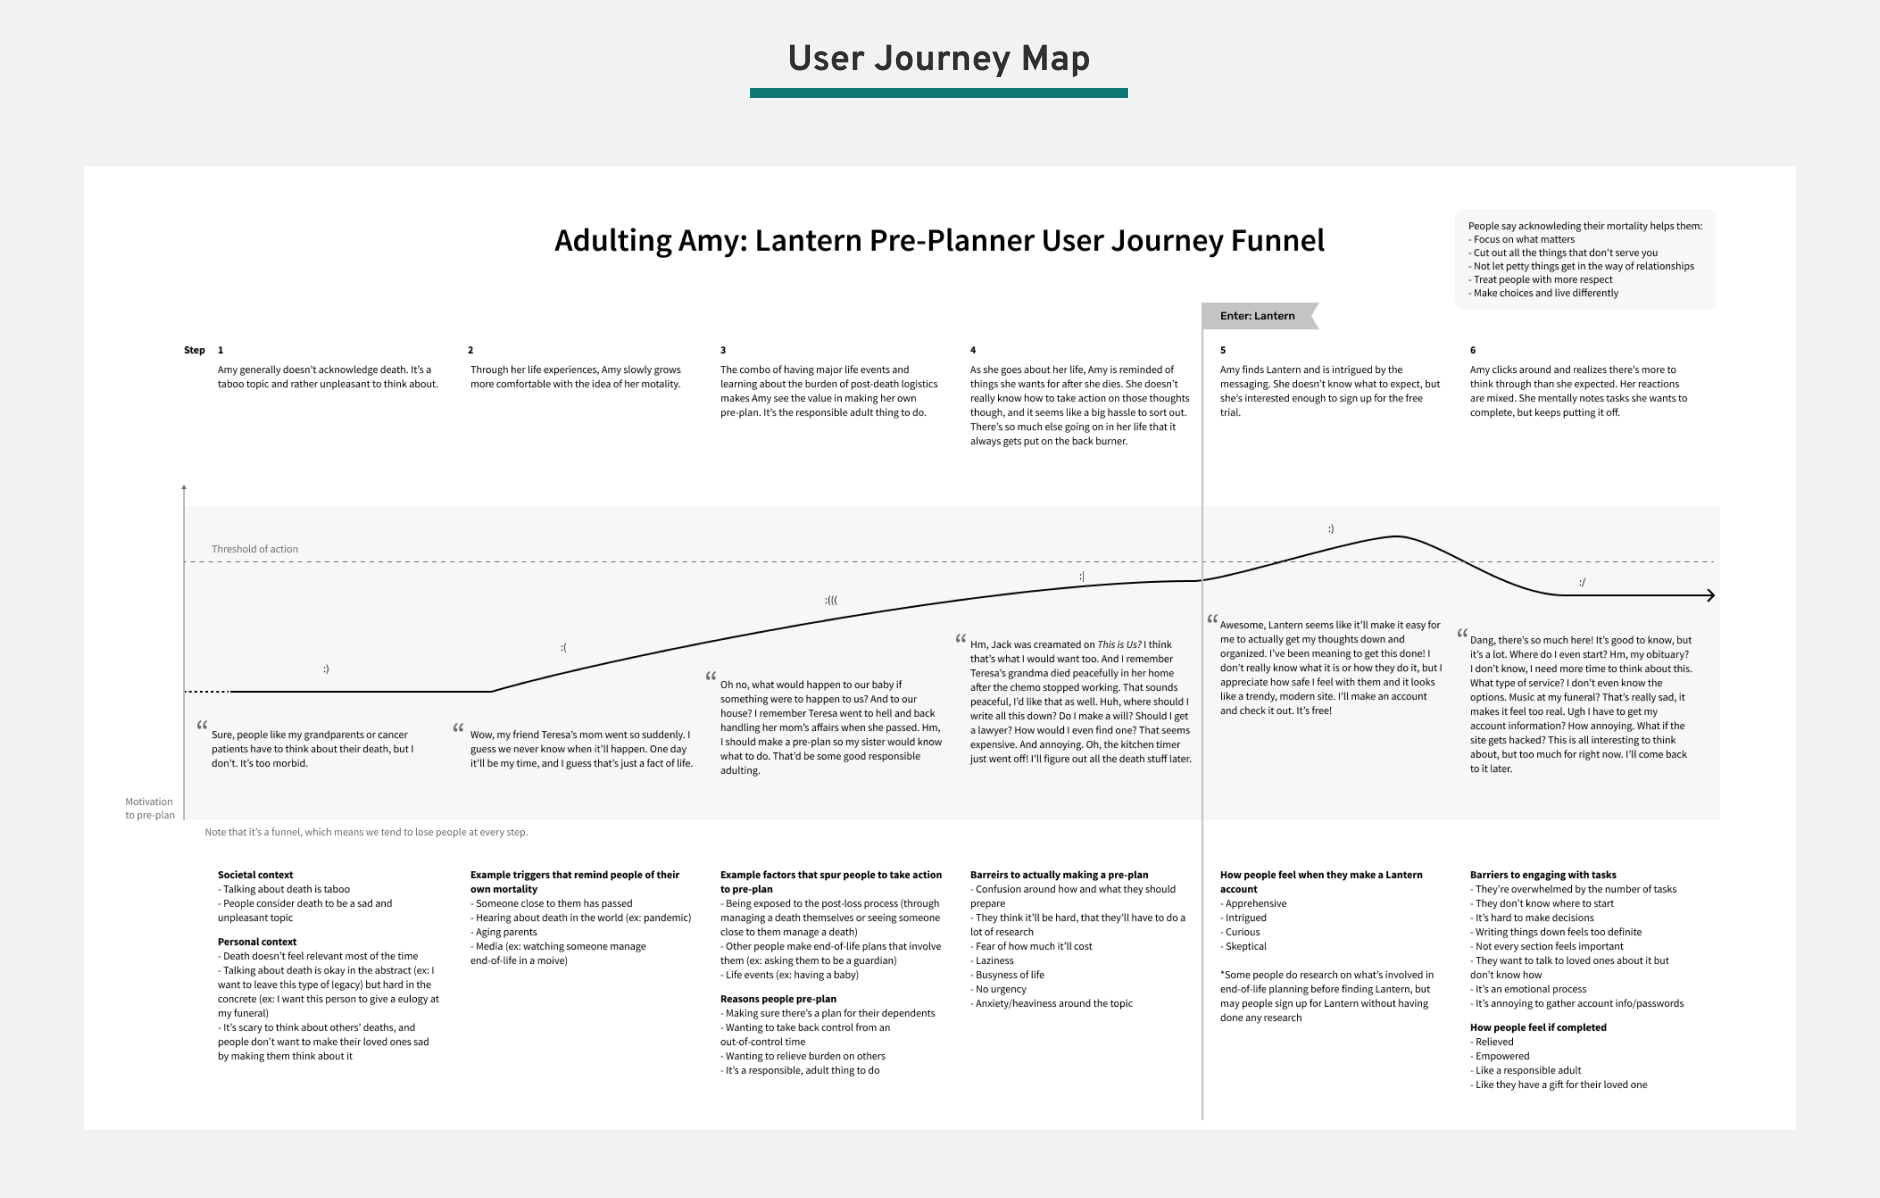 User Journey Map
Adulting Amy: Lantern Pre-Planner User Journey Funnel
People say acknowleding their mortality helps them:
- Focus on what matters
- Cut out all the things that don't serve you
- Not let petty things get in the way of relationships
- Treat people with more respect
- Make choices and live differently
Enter: Lantern
Step
1
Amy generally doesn't acknowledge death. It's a
taboo topic and rather unpleasant to think about.
2
Through her life experiences, Amy slowly grows
more comfortable with the idea of her motality.
3
The combo of having major life events and
learning about the burden of post-death logistics
makes Amy see the value in making her own
pre-plan. It's the responsible adult thing to do.
4
As she goes about her life, Amy is reminded of
things she wants for after she dies. She doesn't
really know how to take action on those thoughts
though, and it seems like a big hassle to sort out.
There's so much else going on in her life that it
always gets put on the back burner.
5
Amy finds Lantern and is intrigued by the
messaging. She doesn't know what to expect, but
she's interested enough to sign up for the free
trial.
6
Amy clicks around and realizes there's more to
think through than she expected. Her reactions
are mixed. She mentally notes tasks she wants to
complete, but keeps putting it off.
Threshold of action
:)
:(
:(((
:|
:)
:/
“ Sure, people like my grandparents or cancer
patients have to think about their death, but I
don't. It's too morbid.
“ Wow, my friend Teresa's mom went so suddenly. I
guess we never know when it'll happen. One day
it'll be my time, and I guess that's just a fact of life.
“ Oh no, what would happen to our baby if
something were to happen to us? And to our
house? I remember Teresa went to hell and back
handling her mom's affairs when she passed. Hm,
I should make a pre-plan so my sister would know
what to do. That'd be some good responsible
adulting.
“ Hm, Jack was creamated on This is Us? I think
that's what I would want too. And I remember
Teresa's grandma died peacefully in her home
after the chemo stopped working. That sounds
peaceful, I'd like that as well. Huh, where should I
write all this down? Do I make a will? Should I get
a lawyer? How would I even find one? That seems
expensive. And annoying. Oh, the kitchen timer
just went off! I'll figure out all the death stuff later.
“ Awesome, Lantern seems like it'll make it easy for
me to actually get my thoughts down and
organized. I've been meaning to get this done! I
don't really know what it is or how they do it, but I
appreciate how safe I feel with them and it looks
like a trendy, modern site. I'll make an account
and check it out. It's free!
“ Dang, there's so much here! It's good to know, but
it's a lot. Where do I even start? Hm, my obituary?
I don't know, I need more time to think about this.
What type of service? I don't even know the
options. Music at my funeral? That's really sad, it
makes it feel too real. Ugh I have to get my
account information? How annoying. What if the
site gets hacked? This is all interesting to think
about, but too much for right now. I'll come back
to it later.
Motivation
to pre-plan
Note that it's a funnel, which means we tend to lose people at every step.
Societal context
- Talking about death is taboo
- People consider death to be a sad and
unpleasant topic
Personal context
- Death doesn't feel relevant most of the time
- Talking about death is okay in the abstract (ex: I
want to leave this type of legacy) but hard in the
concrete (ex: I want this person to give a eulogy at
my funeral)
- It's scary to think about others' deaths, and
people don't want to make their loved ones sad
by making them think about it
Example triggers that remind people of their
own mortality
- Someone close to them has passed
- Hearing about death in the world (ex: pandemic)
- Aging parents
- Media (ex: watching someone manage
end-of-life in a moive)
Example factors that spur people to take action
to pre-plan
- Being exposed to the post-loss process (through
managing a death themselves or seeing someone
close to them manage a death)
- Other people make end-of-life plans that involve
them (ex: asking them to be a guardian)
- Life events (ex: having a baby)
Reasons people pre-plan
- Making sure there's a plan for their dependents
- Wanting to take back control from an
out-of-control time
- Wanting to relieve burden on others
- It's a responsible, adult thing to do
Barreirs to actually making a pre-plan
- Confusion around how and what they should
prepare
- They think it'll be hard, that they'll have to do a
lot of research
- Fear of how much it'll cost
- Laziness
- Busyness of life
- No urgency
- Anxiety/heaviness around the topic
How people feel when they make a Lantern
account
- Apprehensive
- Intrigued
- Curious
- Skeptical
*Some people do research on what's involved in
end-of-life planning before finding Lantern, but
may people sign up for Lantern without having
done any research
Barriers to engaging with tasks
- They're overwhelmed by the number of tasks
- They don't know where to start
- It's hard to make decisions
- Writing things down feels too definite
- Not every section feels important
- They want to talk to loved ones about it but
don't know how
- It's an emotional process
- It's annoying to gather account info/passwords
How people feel if completed
- Relieved
- Empowered
- Like a responsible adult
- Like they have a gift for their loved one